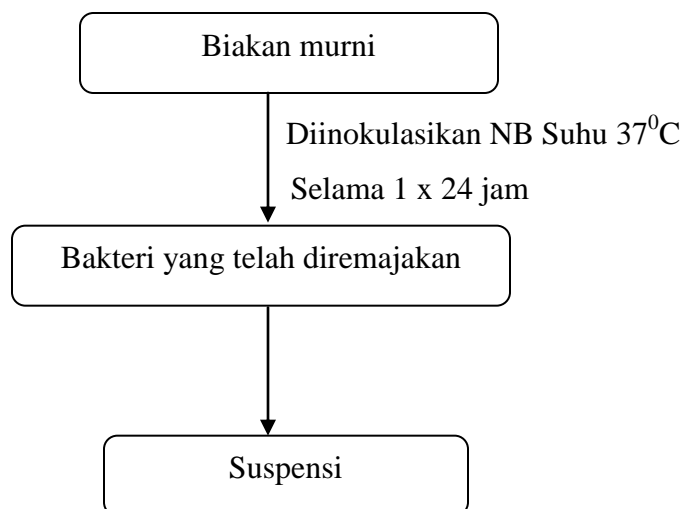 Biakan murni
Diinokulasikan NB Suhu 37⁰C
Selama 1 x 24 jam
Bakteri yang telah diremajakan
Suspensi